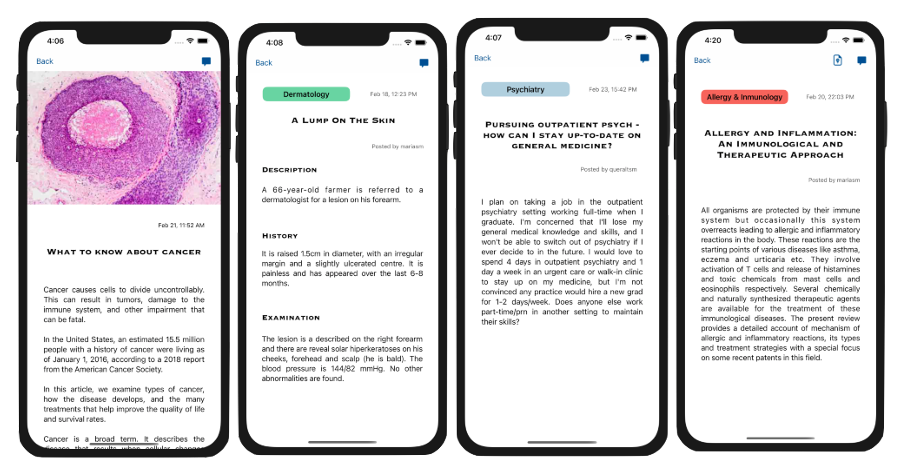 4:06
Back
Feb 21, 11:52 AM
What to know about cancer
Cancer causes cells to divide uncontrollably.
This can result in tumors, damage to the
immune system, and other impairment that
can be fatal.
In the United States, an estimated 15.5 million
people with a history of cancer were living as
of January 1, 2016, according to a 2018 report
from the American Cancer Society.
In this article, we examine types of cancer,
how the disease develops, and the many
treatments that help improve the quality of life
and survival rates.
Cancer is a broad term. It describes the
disease that results when cellular changes
4:08
Back
Dermatology
Feb 18, 12:23 PM
A Lump On The Skin
Posted by mariasm
Description
A 66-year-old farmer is referred to a
dermatologist for a lesion on his forearm.
History
It is raised 1.5cm in diameter, with an irregular
margin and a slightly ulcerated centre. It is
painless and has appeared over the last 6-8
months.
Examination
The lesion is a described on the right forearm
and there are reveal solar hiperkeratoses on his
cheeks, forehead and scalp (he is bald). The
blood pressure is 144/82 mmHg. No other
abnormalities are found.
4:07
Back
Psychiatry
Feb 23, 15:42 PM
Pursuing outpatient psych -
how can I stay up-to-date on
general medicine?
Posted by queraltsm
I plan on taking a job in the outpatient
psychiatry setting working full-time when I
graduate. I'm concerned that I'll lose my
general medical knowledge and skills, and I
won't be able to switch out of psychiatry if I
ever decide to in the future. I would love to
spend 4 days in outpatient psychiatry and 1
day a week in an urgent care or walk-in clinic
to stay up on my medicine, but I'm not
convinced any practice would hire a new grad
for 1-2 days/week. Does anyone else work
part-time/prn in another setting to maintain
their skills?
4:20
Back
Allergy & Inmunology
Feb 20, 22:03 PM
Allergy and Inflammation:
An Immunological and
Therapeutic Approach
Posted by mariasm
All organisms are protected by their immune
system but occasionally this system
overreacts leading to allergic and inflammatory
reactions in the body. These reactions are the
starting points of various diseases like asthma,
eczema and urticaria etc. They involve
activation of T cells and release of histamines
and toxic chemicals from mast cells and
eosinophils respectively. Several chemically
and naturally synthesized therapeutic agents
are available for the treatment of these
immunological diseases. The present review
provides a detailed account of mechanism of
allergic and inflammatory reactions, its types
and treatment strategies with a special focus
on some recent patents in this field.